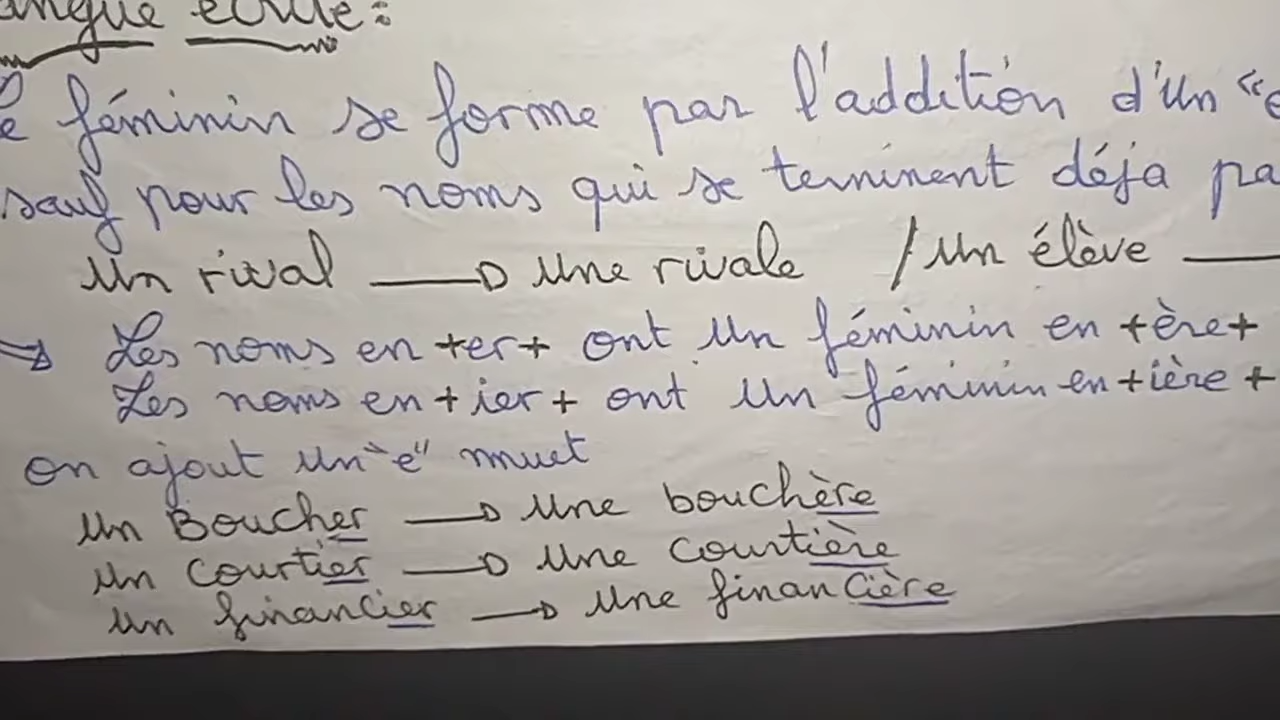 écrite:
féminin se forme par l'addition d'un "e
sauf pour les noms qui se terminent déja pa
un rival → une rivale / un élève →
⇒ Les noms en +er+ ont un féminin en +ère+
Les noms en +ier+ ont un féminin en +ière+
on ajout un "e" muet
un Boucher → une bouchère
un courtier → une courtière
un financier → une financière